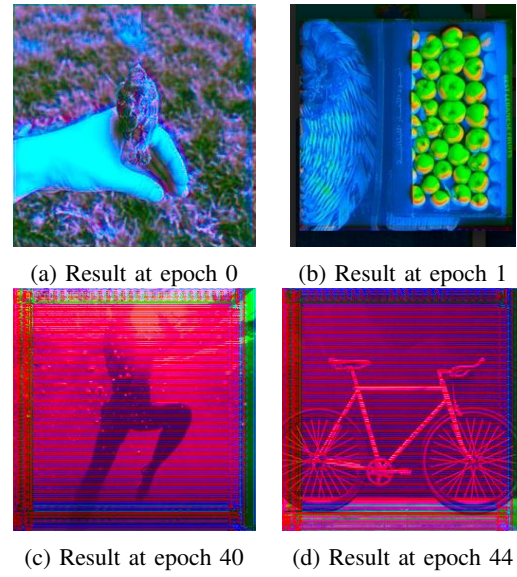 (a) Result at epoch 0
(b) Result at epoch 1
(c) Result at epoch 40
(d) Result at epoch 44